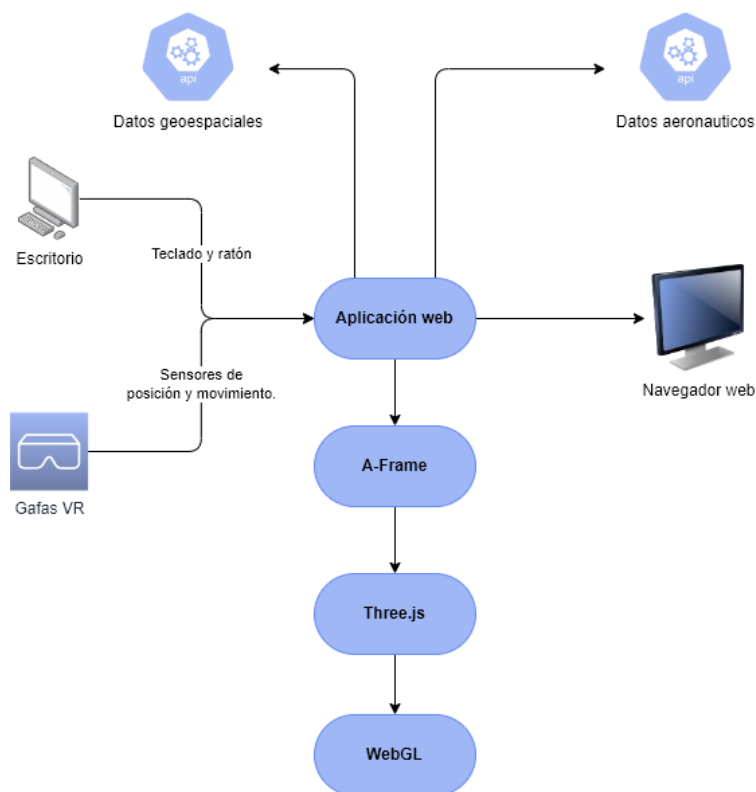 api
api
Datos geoespaciales
Datos aeronauticos
Escritorio
Teclado y ratón
Aplicación web
Sensores de
posición y movimiento.
Navegador web
A-Frame
Gafas VR
Three.js
WebGL